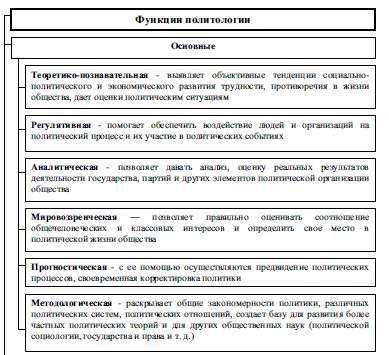 Функции политологии
Основные
Теоретико-познавательная - выявляет объективные тенденции социально-
политического и экономического развития трудности, противоречия в жизни
общества, дает оценки политическим ситуациям
Регулятивная - помогает обеспечить воздействие людей и организаций на
политический процесс и их участие в политических событиях
Аналитическая - позволяет давать анализ, оценку реальных результатов
деятельности государства, партий и других элементов политической организации
общества
Мировоззренческая — позволяет правильно оценивать соотношение
общечеловеческих и классовых интересов и определить свое место в
политической жизни общества
Прогностическая - с ее помощью осуществляются предвидение политических
процессов, своевременная корректировка политики
Методологическая - раскрывает общие закономерности политики, различных
политических систем, политических отношений, создает базу для развития более
частных политических теорий и для других общественных наук (политической
социологии, государства и права и т. д.)